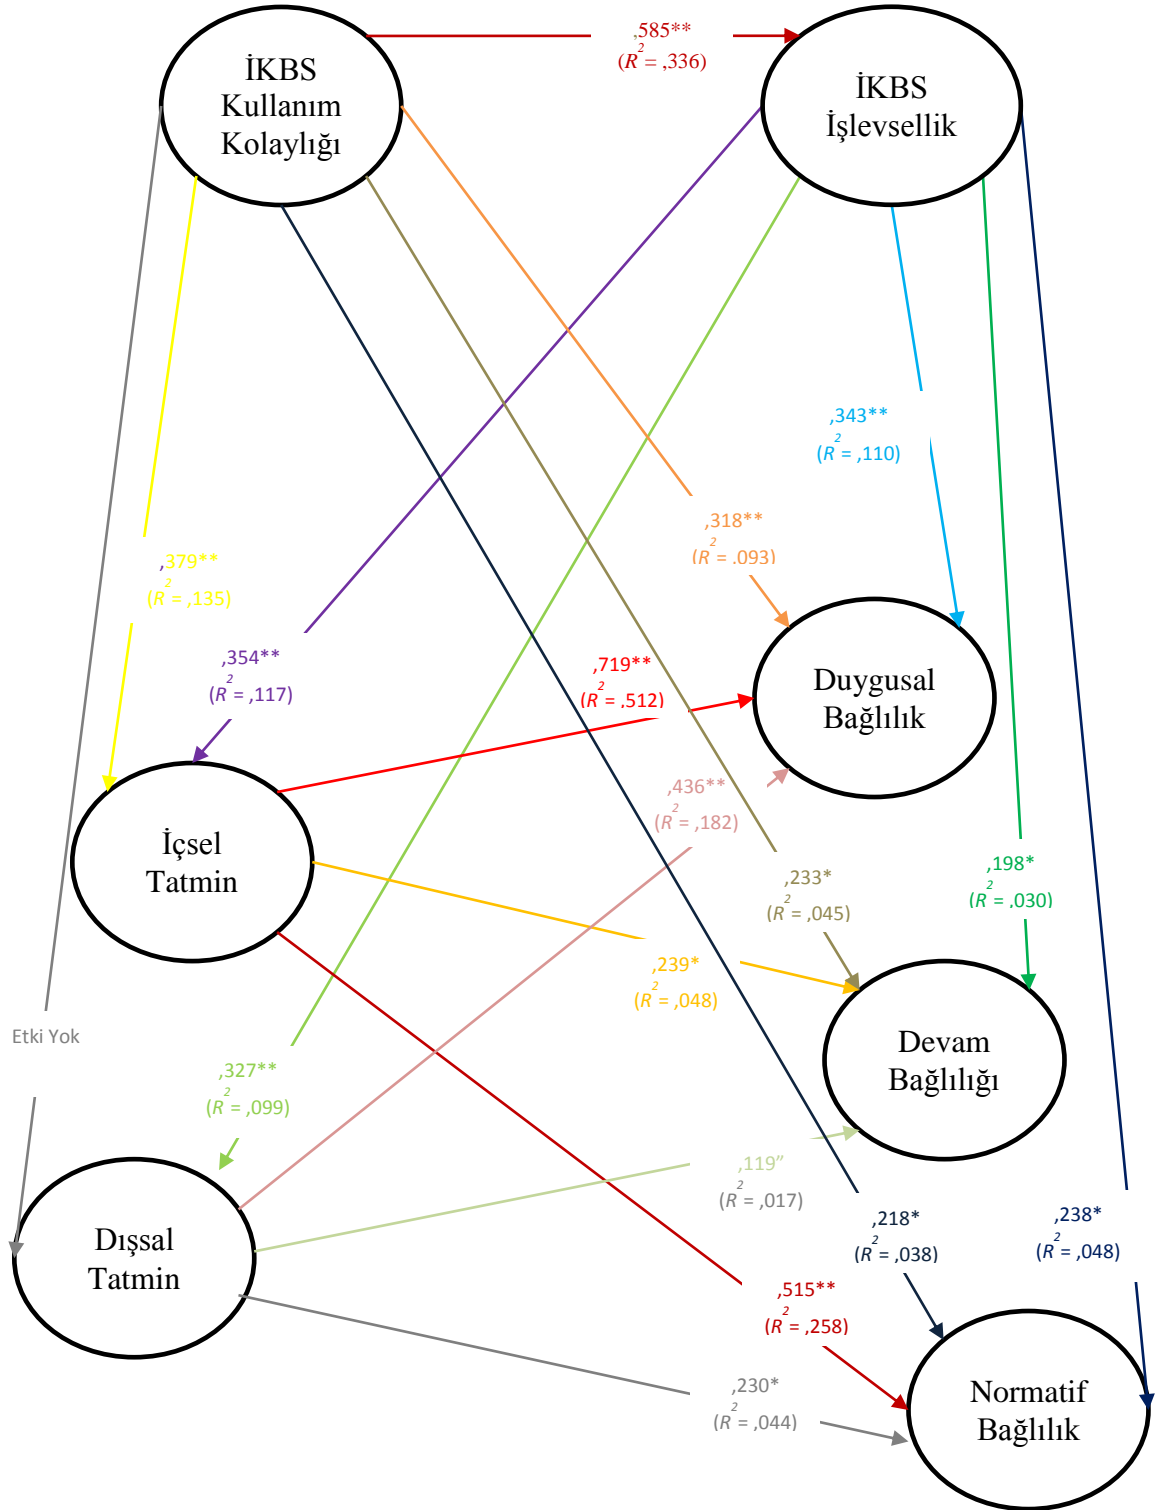 İKBS
Kullanım
Kolaylığı
,585**
(R2= ,336)
İKBS
İşlevsellik
,343**
(R2= ,110)
,318**
(R2= ,093)
,379**
(R2= ,135)
,354**
(R2= ,117)
,719**
(R2= ,512)
Duygusal
Bağlılık
,436**
(R2= ,182)
İçsel
Tatmin
,233*
(R2= ,045)
,198*
(R2= ,030)
,239*
(R2= ,048)
Etki Yok
Devam
Bağlılığı
,327**
(R2= ,099)
,119″
(R2= ,017)
Dışsal
Tatmin
,218*
(R2= ,038)
,238*
(R2= ,048)
,515**
(R2= ,258)
,230*
(R2= ,044)
Normatif
Bağlılık